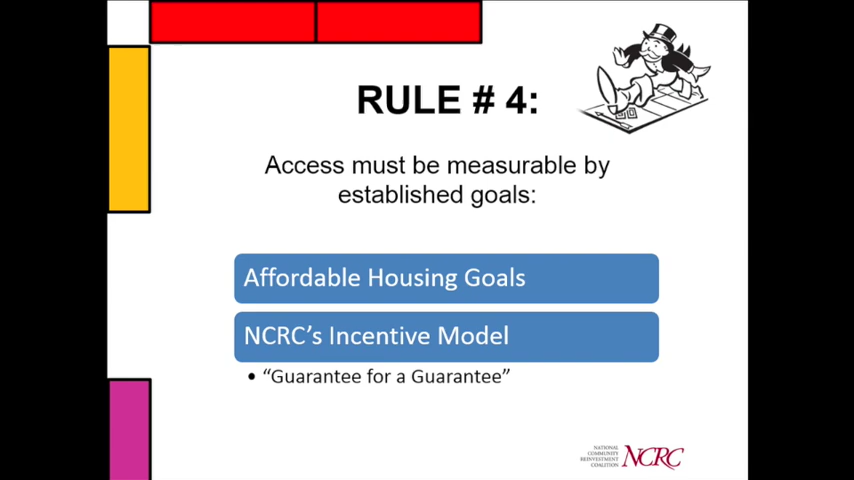 RULE # 4:
Access must be measurable by
established goals:
Affordable Housing Goals
NCRC’s Incentive Model
• “Guarantee for a Guarantee”
NATIONAL
COMMUNITY
REINVESTMENT
COALITION
NCRC